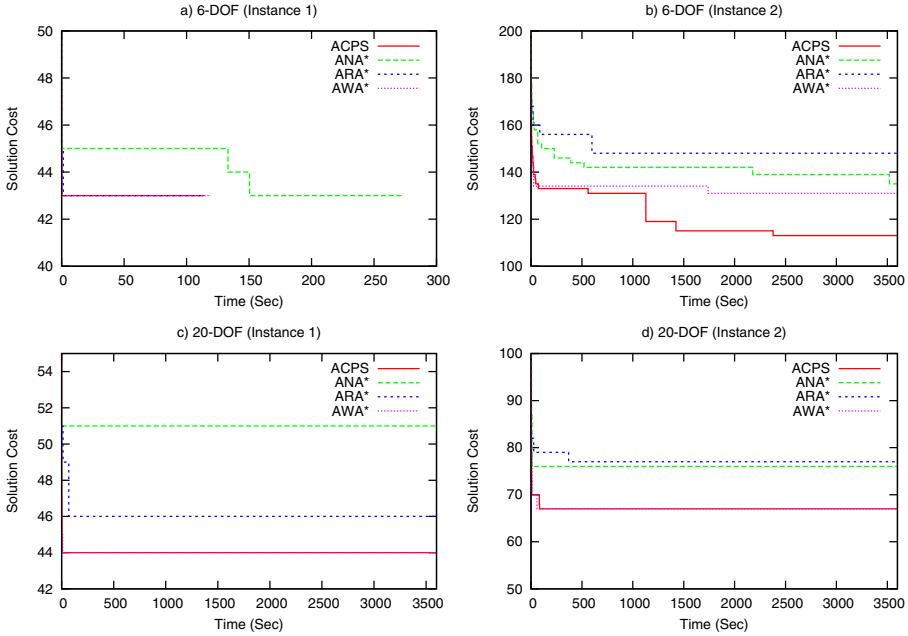 a) 6-DOF (Instance 1)
50
48
46
44
42
40
Solution Cost
ACPS
ANA*
ARA*
AWA*
0 50 100 150 200 250 300
Time (Sec)
b) 6-DOF (Instance 2)
200
180
160
140
120
100
Solution Cost
ACPS
ANA*
ARA*
AWA*
0 500 1000 1500 2000 2500 3000 3500
Time (Sec)
c) 20-DOF (Instance 1)
54
52
50
48
46
44
42
Solution Cost
ACPS
ANA*
ARA*
AWA*
0 500 1000 1500 2000 2500 3000 3500
Time (Sec)
d) 20-DOF (Instance 2)
100
90
80
70
60
50
Solution Cost
ACPS
ANA*
ARA*
AWA*
0 500 1000 1500 2000 2500 3000 3500
Time (Sec)